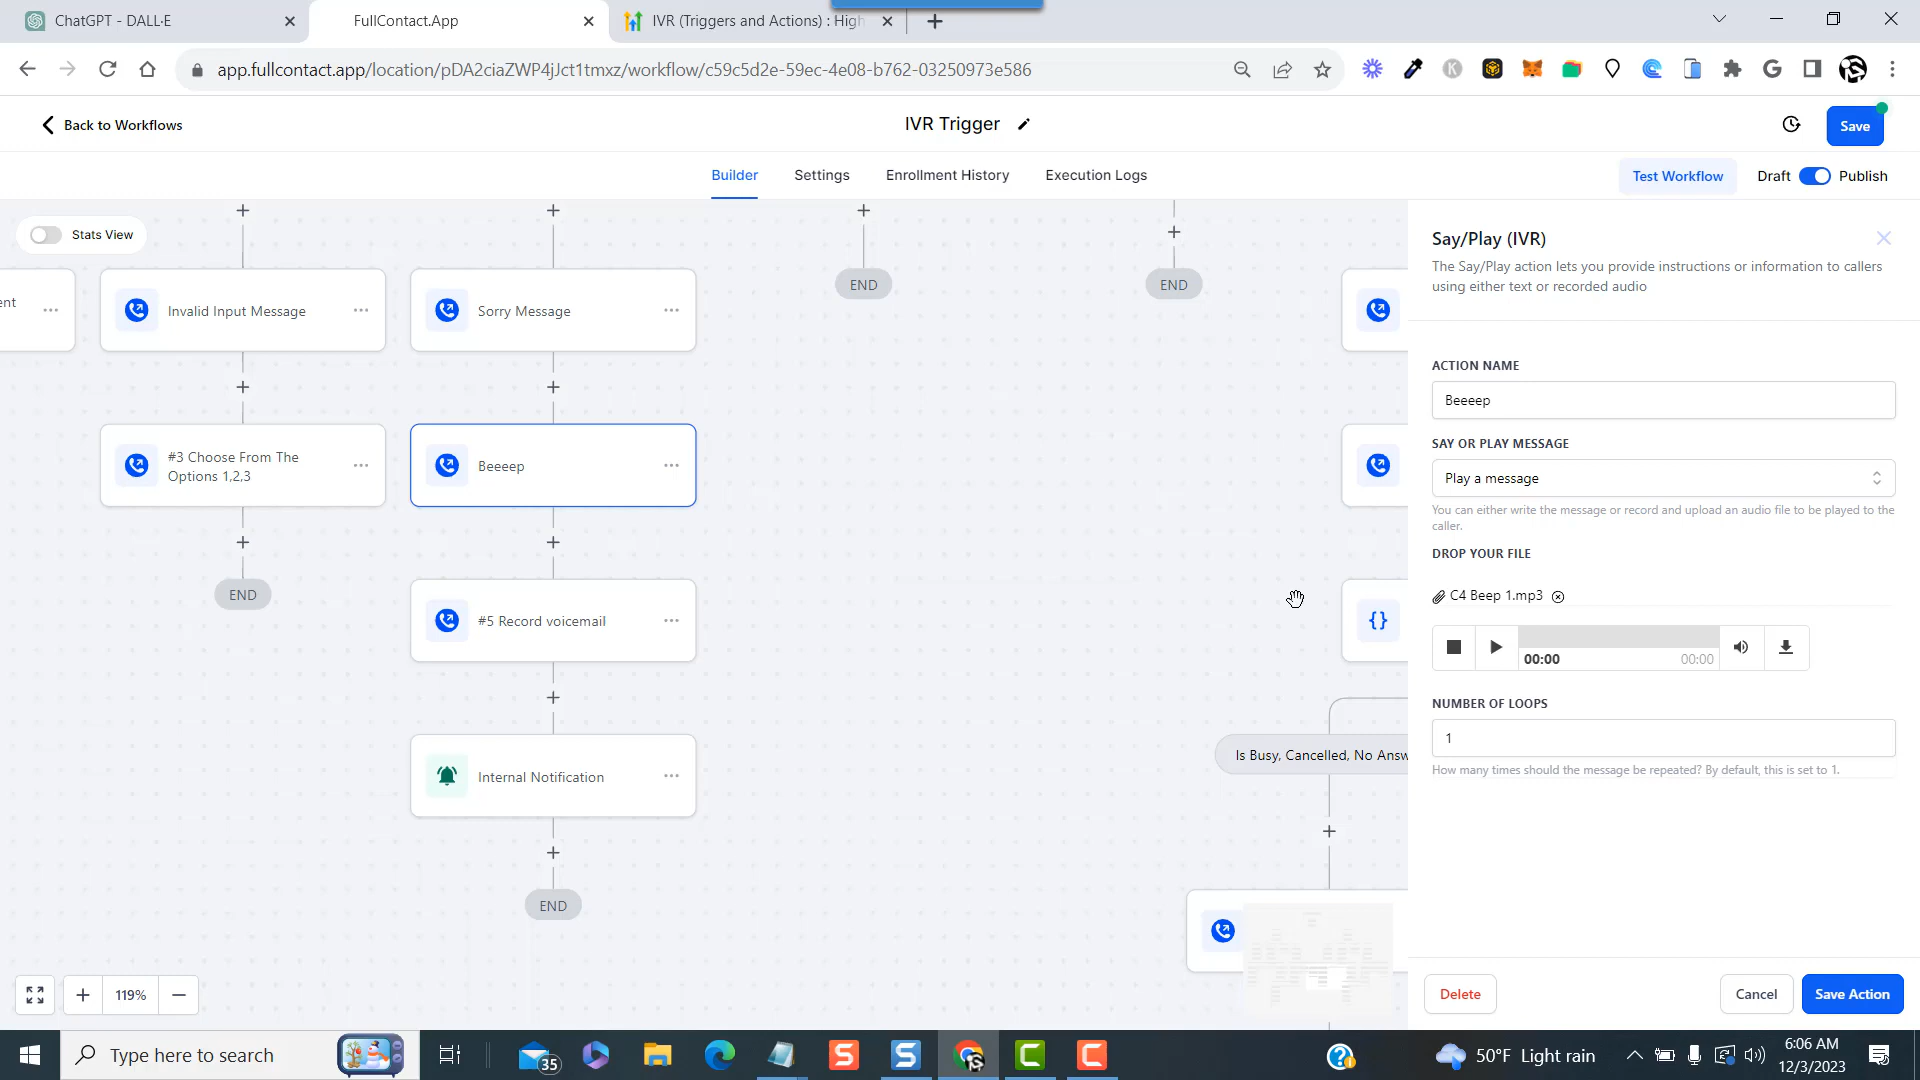 ChatGPT - DALL·E
FullContact.App
IVR (Triggers and Actions) : High
app.fullcontact.app/location/pDA2ciaZWP4jJct1tmxz/workflow/c59c5d2e-59ec-4e08-b762-03250973e586
Back to Workflows
IVR Trigger
Save
Builder
Settings
Enrollment History
Execution Logs
Test Workflow
Draft
Publish
Stats View
END
END
ent
Invalid Input Message
Sorry Message
#3 Choose From The
Options 1,2,3
Beeeep
END
#5 Record voicemail
{}
Internal Notification
Is Busy, Cancelled, No Answ
END
119%
Say/Play (IVR)
The Say/Play action lets you provide instructions or information to callers
using either text or recorded audio
ACTION NAME
Beeeep
SAY OR PLAY MESSAGE
Play a message
You can either write the message or record and upload an audio file to be played to the
caller.
DROP YOUR FILE
C4 Beep 1.mp3
00:00
00:00
NUMBER OF LOOPS
1
How many times should the message be repeated? By default, this is set to 1.
Delete
Cancel
Save Action
Type here to search
35
50°F Light rain
6:06 AM
12/3/2023